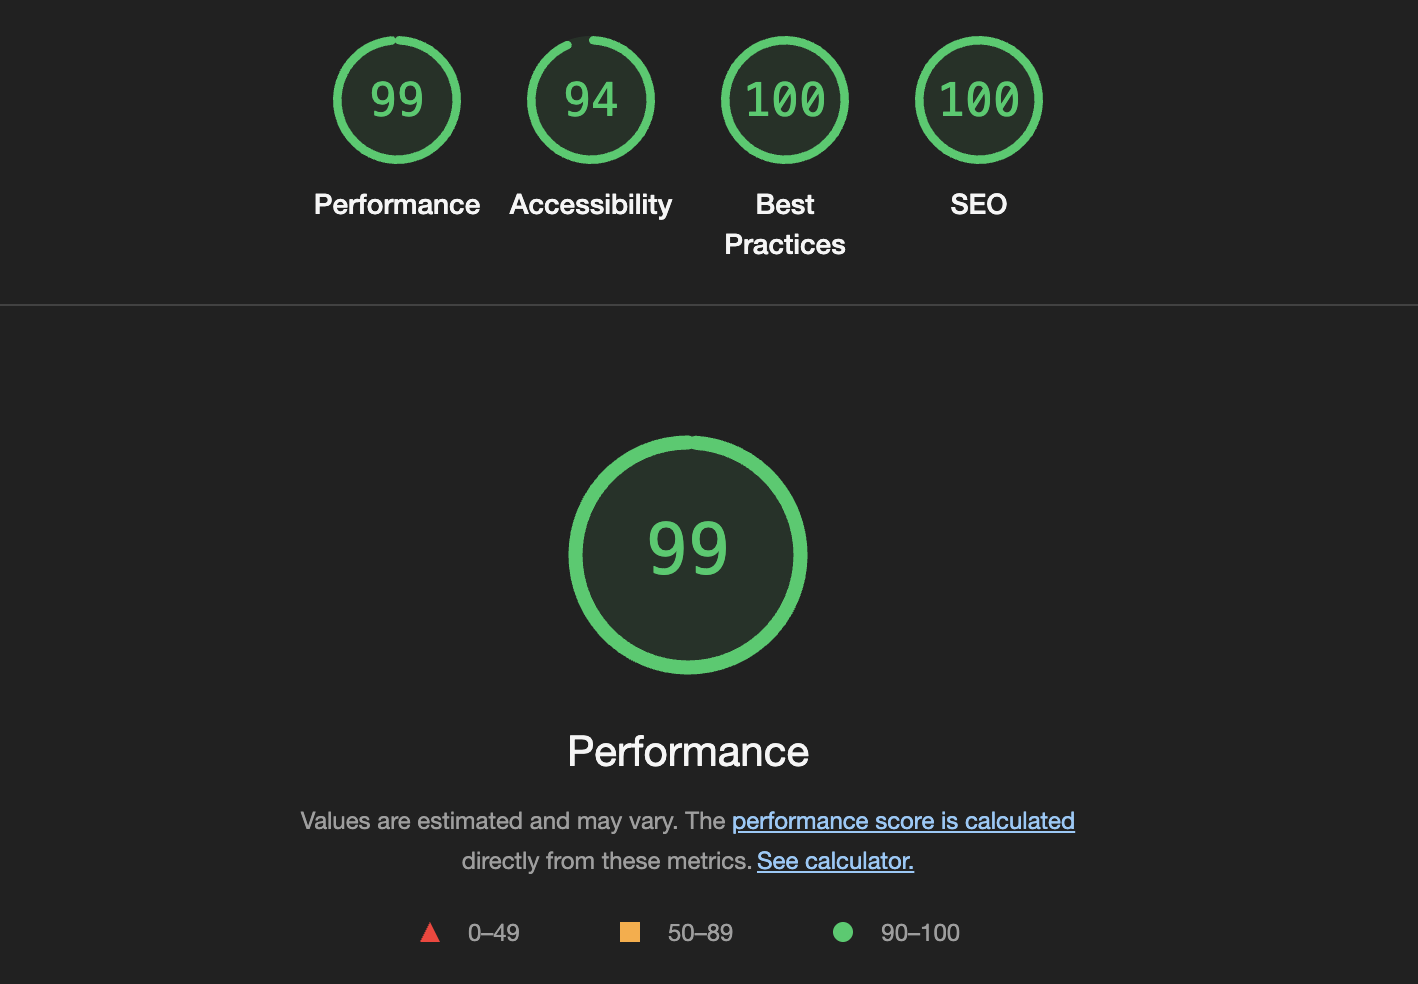 99 94 100 100
Performance Accessibility Best Practices SEO
99
Performance
Values are estimated and may vary. The performance score is calculated
directly from these metrics. See calculator.
0–49 50–89 90–100